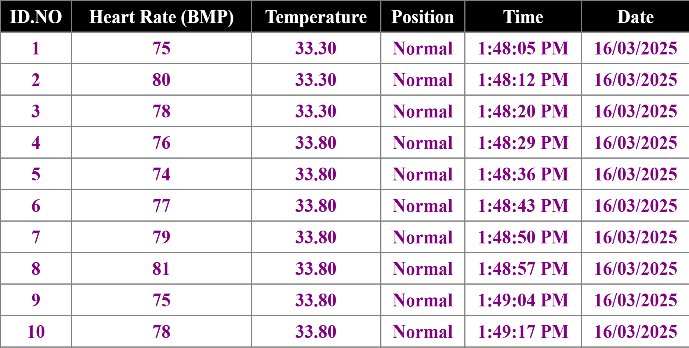 ID.NO Heart Rate (BMP) Temperature Position Time Date
1 75 33.30 Normal 1:48:05 PM 16/03/2025
2 80 33.30 Normal 1:48:12 PM 16/03/2025
3 78 33.30 Normal 1:48:20 PM 16/03/2025
4 76 33.80 Normal 1:48:29 PM 16/03/2025
5 74 33.80 Normal 1:48:36 PM 16/03/2025
6 77 33.80 Normal 1:48:43 PM 16/03/2025
7 79 33.80 Normal 1:48:50 PM 16/03/2025
8 81 33.80 Normal 1:48:57 PM 16/03/2025
9 75 33.80 Normal 1:49:04 PM 16/03/2025
10 78 33.80 Normal 1:49:17 PM 16/03/2025